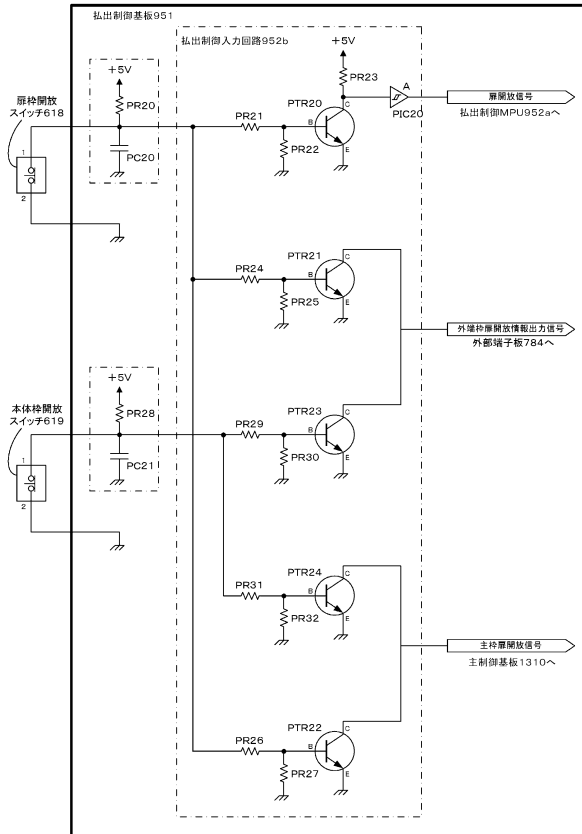 払出制御基板951
払出制御入力回路952b
+5V
PR20
PC20
扉枠開放
スイッチ618
1
2
+5V
PR23
PR21
PTR20
B
C
E
PR22
A
PIC20
扉開放信号
払出制御MPU952aへ
PR24
PTR21
B
C
E
PR25
外端枠扉開放情報出力信号
外部端子板784へ
+5V
PR28
PC21
本体枠開放
スイッチ619
1
2
PR29
PTR23
B
C
E
PR30
PR31
PTR24
B
C
E
PR32
主枠扉開放信号
主制御基板1310へ
PR26
PTR22
B
C
E
PR27